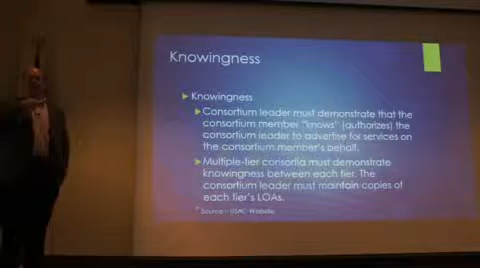 Knowingness
Knowingness
Consortium leader must demonstrate that the
consortium member "knows" (authorizes) the
consortium leader to advertise for services on
the consortium member's behalf.
Multiple-tier consortia must demonstrate
knowingness between each tier. The
consortium leader must maintain copies of
each tier's LOAs.
* Source – USAC Website